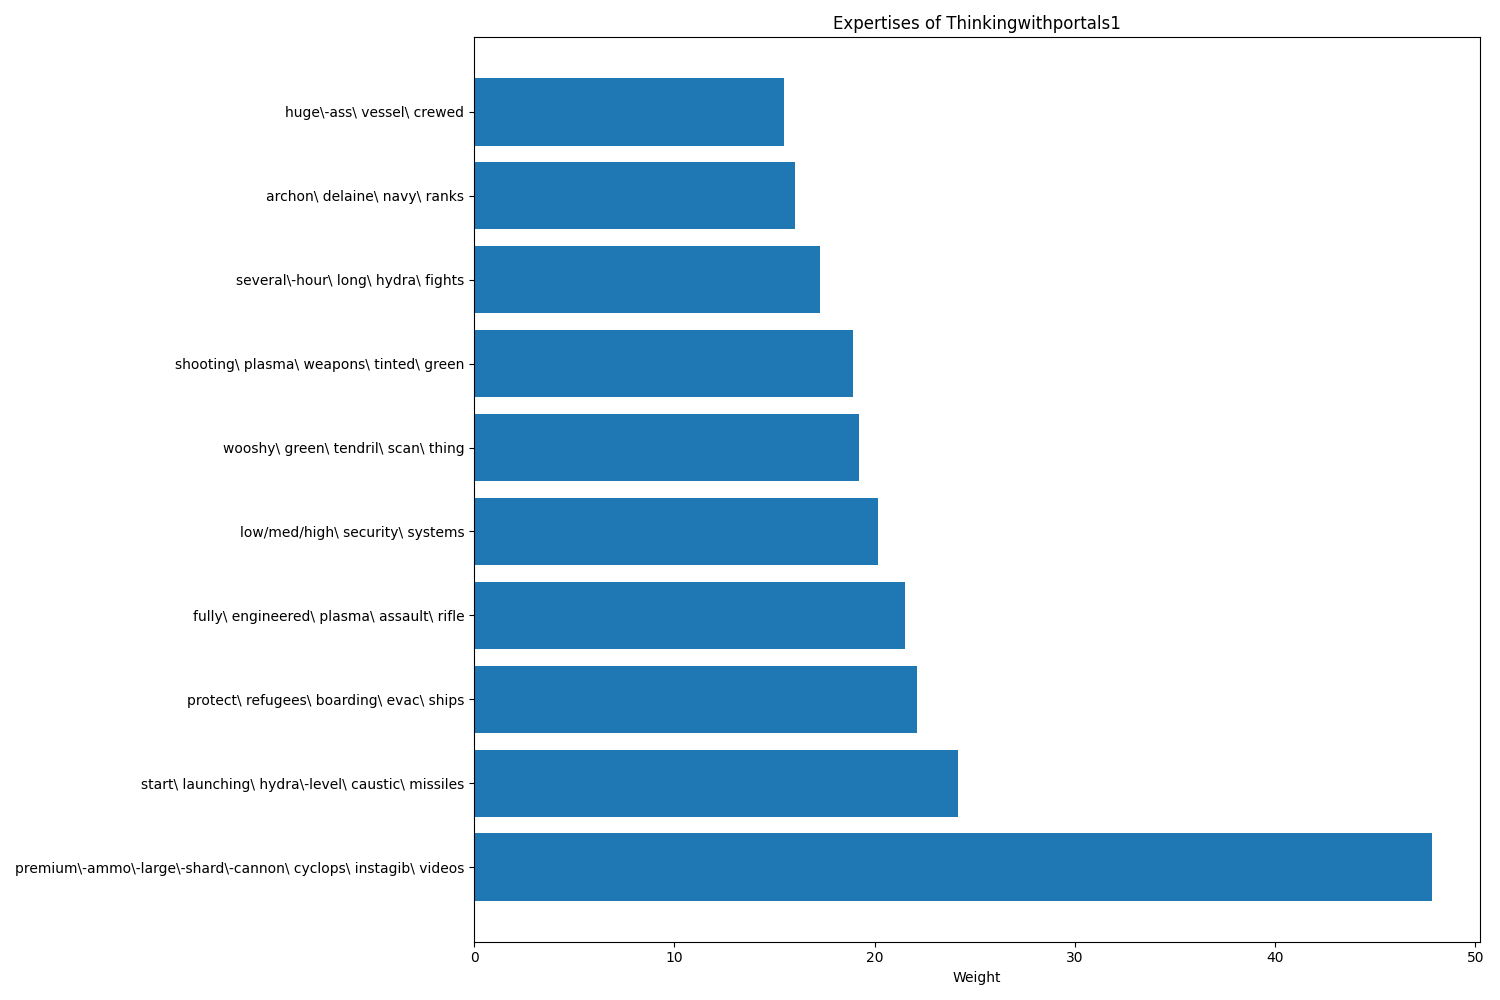 Expertises of Thinkingwithportals1
huge\-ass\ vessel\ crewed
archon\ delaine\ navy\ ranks
several\-hour\ long\ hydra\ fights
shooting\ plasma\ weapons\ tinted\ green
wooshy\ green\ tendril\ scan\ thing
low/med/high\ security\ systems
fully\ engineered\ plasma\ assault\ rifle
protect\ refugees\ boarding\ evac\ ships
start\ launching\ hydra\-level\ caustic\ missiles
premium\-ammo\-large\-shard\-cannon\ cyclops\ instagib\ videos
0 10 20 30 40 50
Weight